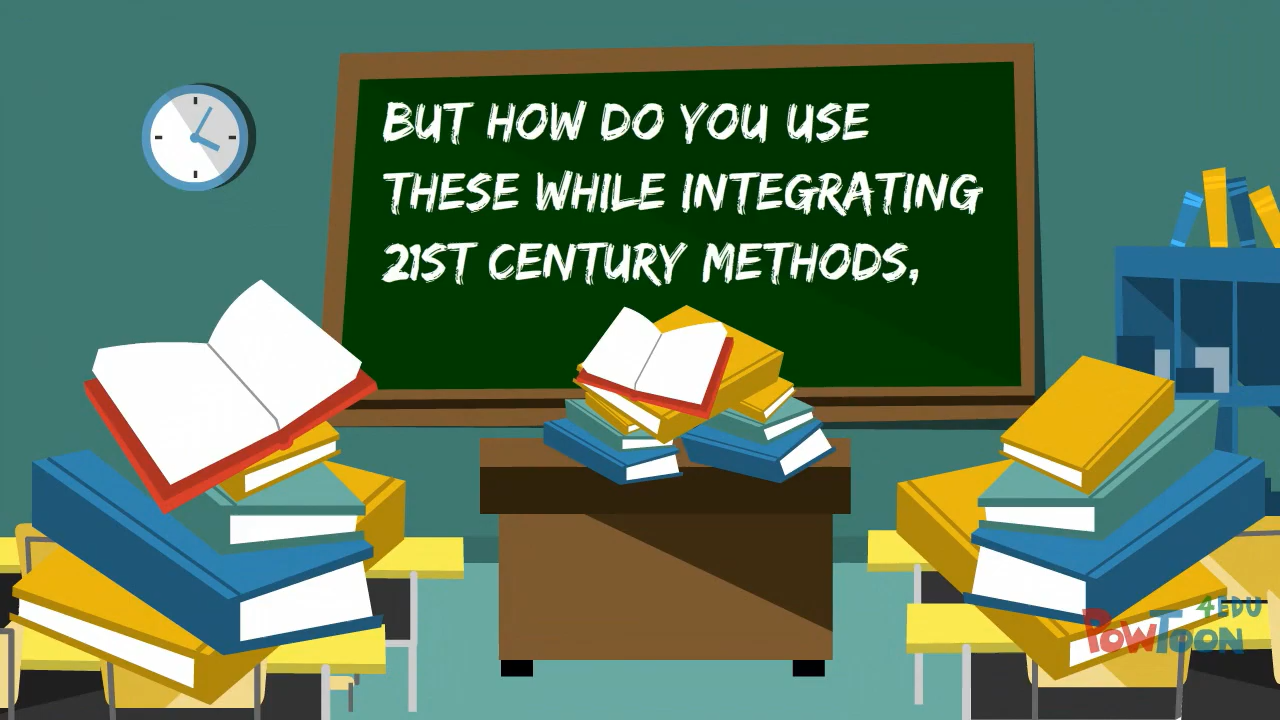 BUT HOW DO YOU USE
THESE WHILE INTEGRATING
21ST CENTURY METHODS,
4EDU
POWTOON